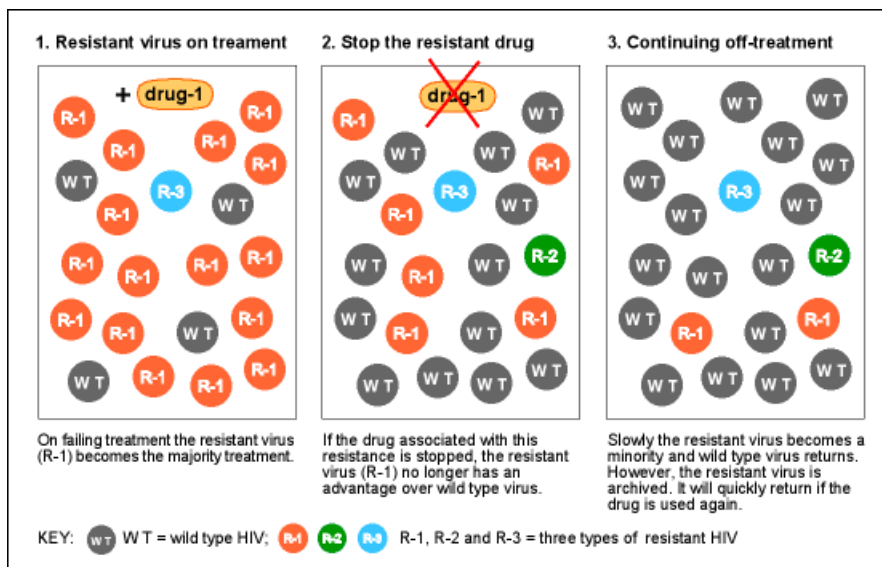 1. Resistant virus on treament
+ drug-1
R-1 R-1
R-1 R-1 R-1
W T R-3 W T
R-1
R-1 R-1 R-1 R-1
R-1 R-1 W T R-1
W T R-1 R-1 R-1
On failing treatment the resistant virus
(R-1) becomes the majority treatment.
2. Stop the resistant drug
drug-1
R-1 W T
W T W T R-1
W T R-3 W T
R-1
W T R-1 W T R-2
W T R-1 W T R-1
W T W T W T W T
If the drug associated with this
resistance is stopped, the resistant
virus (R-1) no longer has an
advantage over wild type virus.
3. Continuing off-treatment
W T W T W T
W T W T W T
W T R-3 W T
W T
W T W T W T R-2
W T R-1 W T R-1
W T W T W T W T
Slowly the resistant virus becomes a
minority and wild type virus returns.
However, the resistant virus is
archived. It will quickly return if the
drug is used again.
KEY: W T W T = wild type HIV; R-1 R-2 R-3 R-1, R-2 and R-3 = three types of resistant HIV